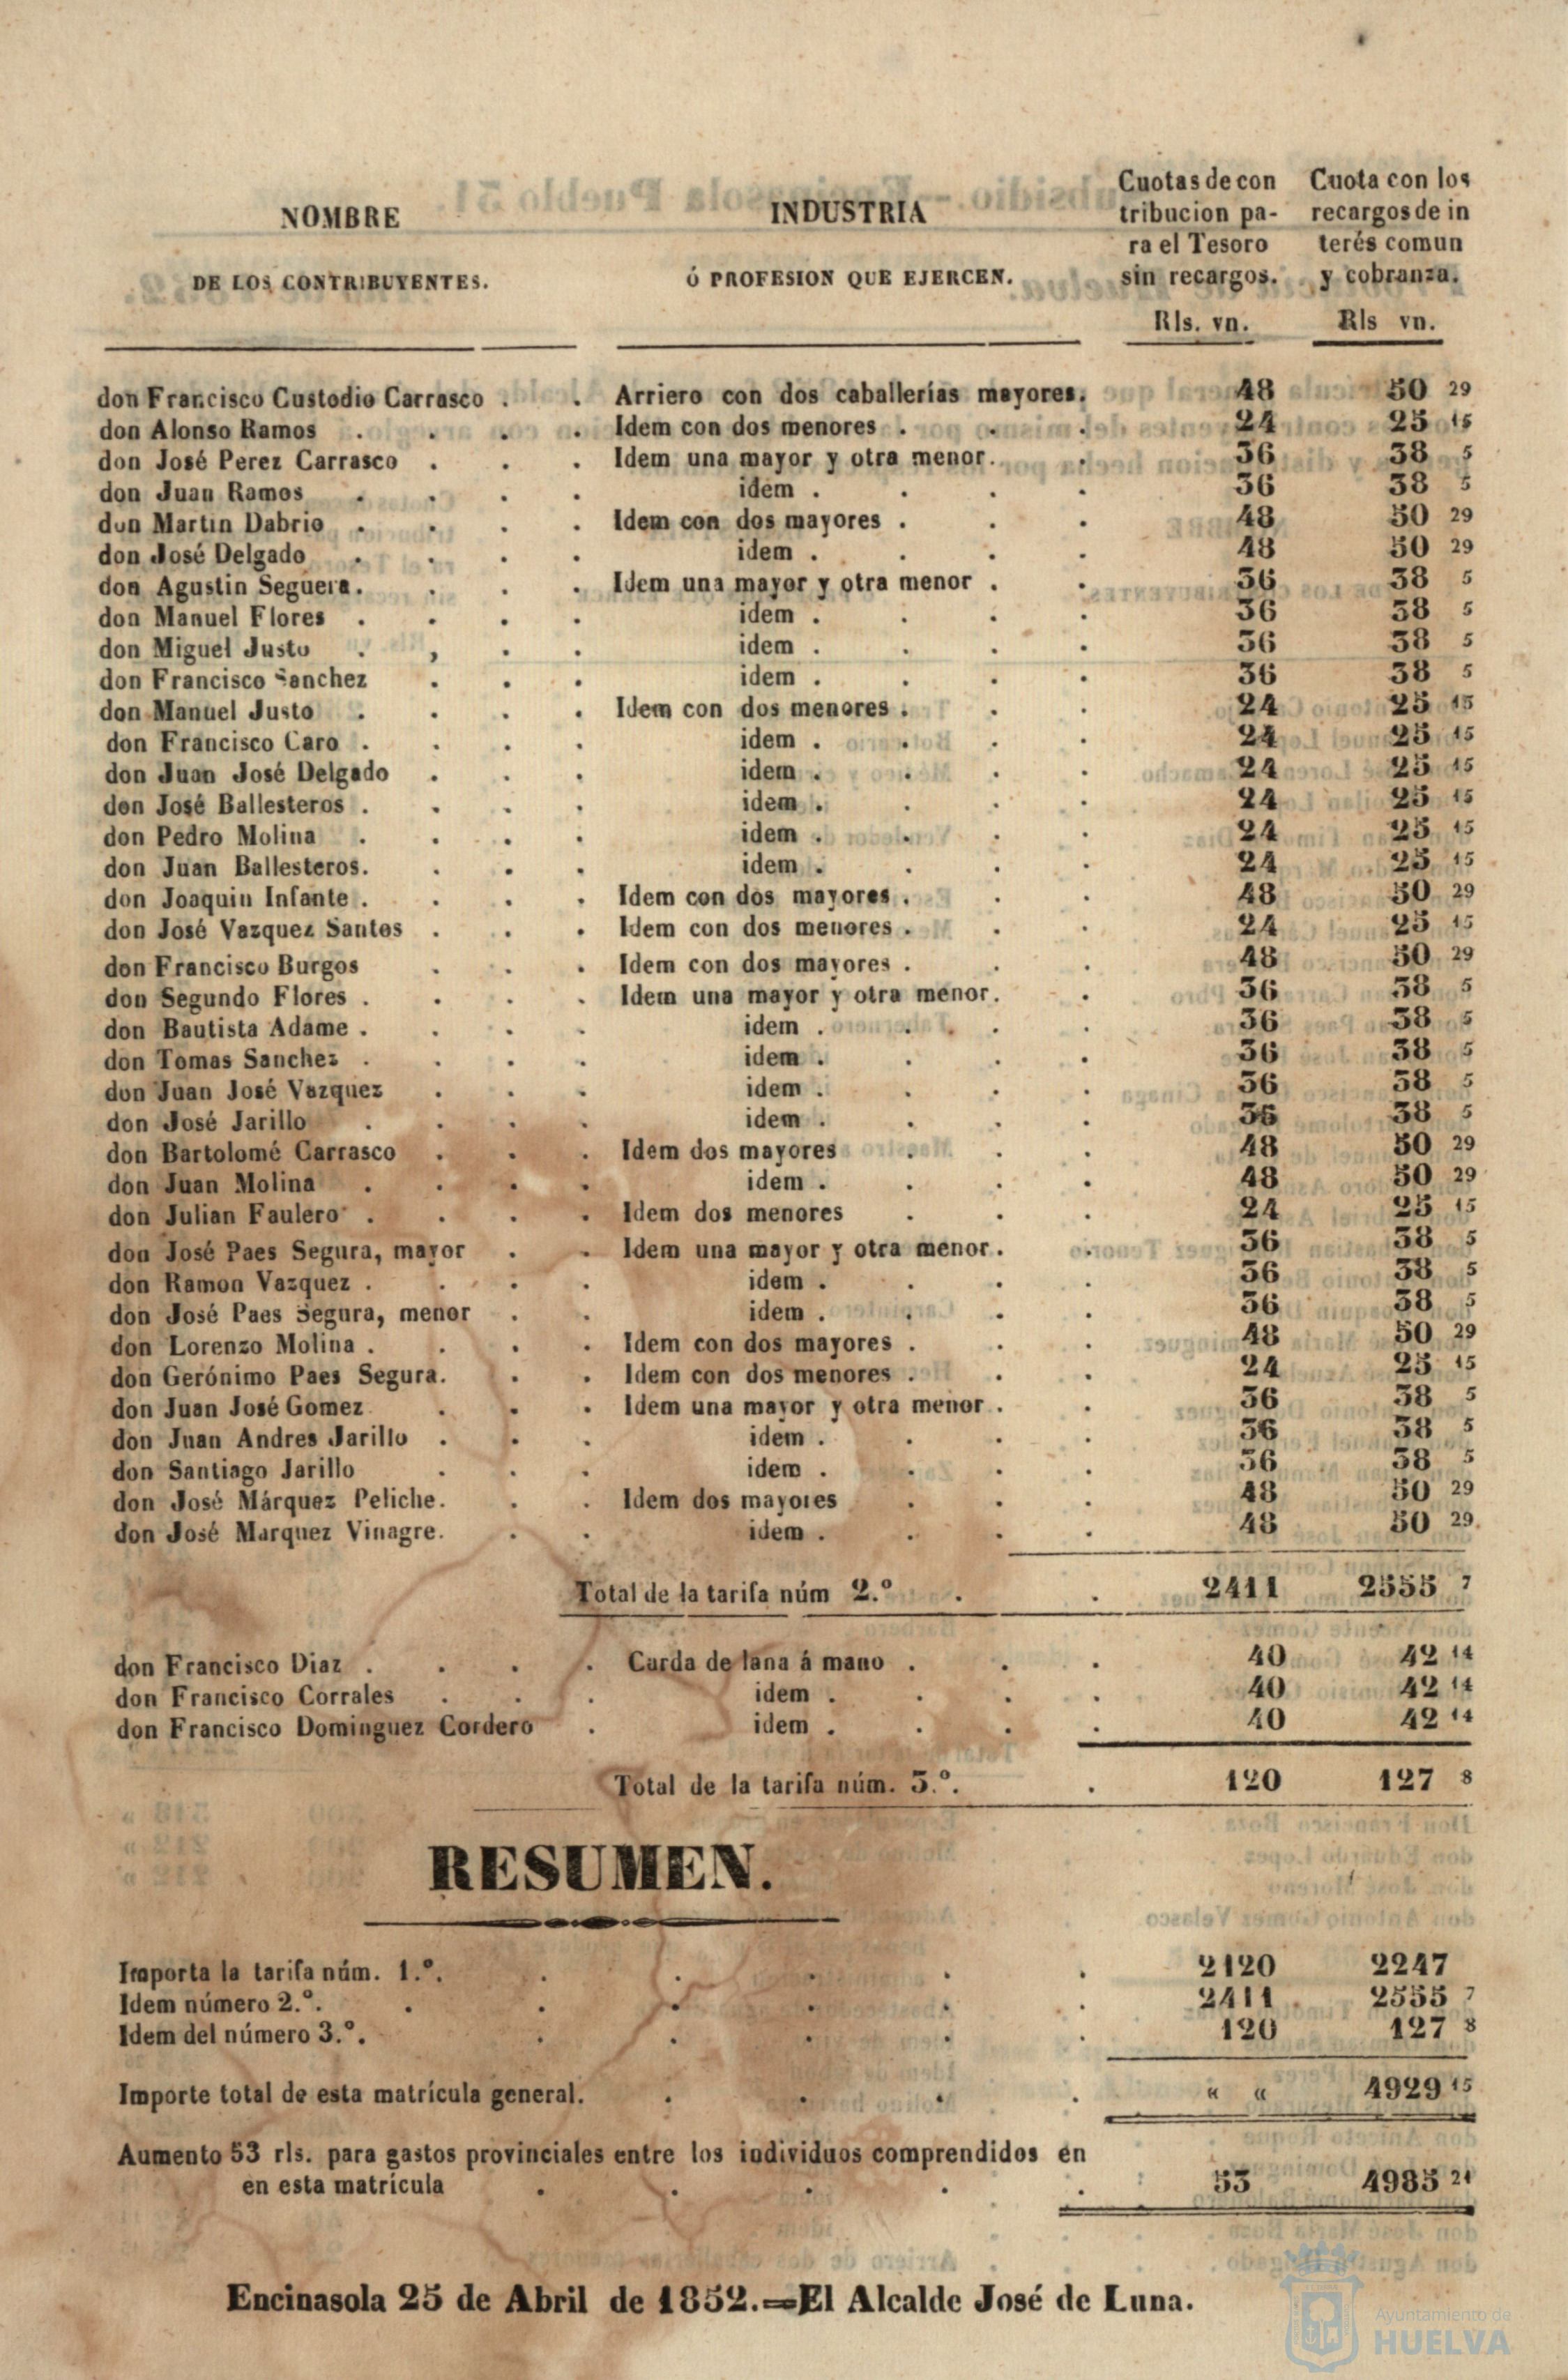 NOMBRE
DE LOS CONTRIBUYENTES.
INDUSTRIA
Ó PROFESION QUE EJERCEN.
Cuotas de con
tribucion pa-
ra el Tesoro
sin recargos.
Rls. vn.
Cuota con los
recargos de in
terés comun
y cobranza.
Rls vn.
don Francisco Custodio Carrasco . . Arriero con dos caballerías mayores. 48 50 29
don Alonso Ramos . . . . Idem con dos menores . . . 24 25 15
don José Perez Carrasco . . . Idem una mayor y otra menor. . 36 38 5
don Juan Ramos . . . . idem . . . . 36 38 5
don Martin Dabrio . . . . Idem con dos mayores . . . 48 50 29
don José Delgado . . . . idem . . . . 48 50 29
don Agustin Seguera. . . . Idem una mayor y otra menor . . 36 38 5
don Manuel Flores . . . . idem . . . . 36 38 5
don Miguel Justo . , . . idem . . . . 36 38 5
don Francisco Sanchez . . . idem . . . . 36 38 5
don Manuel Justo . . . . Idem con dos menores . . . 24 25 15
don Francisco Caro . . . . idem . . . . 24 25 15
don Juan José Delgado . . . idem . . . . 24 25 15
don José Ballesteros . . . . idem . . . . 24 25 15
don Pedro Molina . . . . idem . . . . 24 25 15
don Juan Ballesteros. . . . idem . . . . 24 25 15
don Joaquin Infante . . . . Idem con dos mayores . . . 48 50 29
don José Vazquez Santos . . . Idem con dos menores . . . 24 25 15
don Francisco Burgos . . . Idem con dos mayores . . . 48 50 29
don Segundo Flores . . . . Idem una mayor y otra menor. . 36 38 5
don Bautista Adame . . . . idem . . . . 36 38 5
don Tomas Sanchez . . . . idem . . . . 36 38 5
don Juan José Vazquez . . . idem . . . . 36 38 5
don José Jarillo . . . . idem . . . . 36 38 5
don Bartolomé Carrasco . . . Idem dos mayores . . . 48 50 29
don Juan Molina . . . . idem . . . . 48 50 29
don Julian Faulero . . . . Idem dos menores . . . 24 25 15
don José Paes Segura, mayor . . Idem una mayor y otra menor. . 36 38 5
don Ramon Vazquez . . . . idem . . . . 36 38 5
don José Paes Segura, menor . . idem . . . . 36 38 5
don Lorenzo Molina . . . . Idem con dos mayores . . . 48 50 29
don Gerónimo Paes Segura. . . Idem con dos menores . . . 24 25 15
don Juan José Gomez . . . Idem una mayor y otra menor . . 36 38 5
don Juan Andres Jarillo . . . idem . . . . 36 38 5
don Santiago Jarillo . . . idem . . . . 36 38 5
don José Márquez Peliche. . . Idem dos mayores . . . 48 50 29
don José Marquez Vinagre. . . idem . . . . 48 50 29
Total de la tarifa núm 2.º . . 2411 2555 7
don Francisco Diaz . . . . Carda de lana á mano . . . 40 42 14
don Francisco Corrales . . . idem . . . . 40 42 14
don Francisco Dominguez Cordero . idem . . . . 40 42 14
Total de la tarifa núm. 3.º. . 120 127 8
RESUMEN.
Importa la tarifa núm. 1.º. . . . . . 2120 2247
Idem número 2.º. . . . . . . 2411 2555 7
Idem del número 3.º. . . . . . 120 127 8
Importe total de esta matrícula general. . . . . « « 4929 15
Aumento 53 rls. para gastos provinciales entre los individuos comprendidos en
en esta matrícula . . . . . 53 4985 21
Encinasola 25 de Abril de 1852.=El Alcalde José de Luna.
Ayuntamiento de
HUELVA